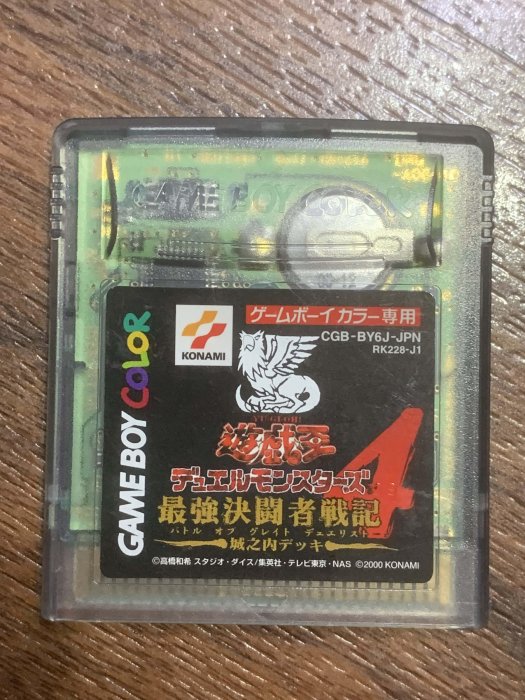 GAME BOY COLOR
GAME BOY COLOR
KONAMI
ゲームボーイカラー専用
CGB-BY6J-JPN
RK228-J1
YU-GI-OH!
遊戯王
デュエルモンスターズ4
最強決闘者戦記
バトル オブ グレイト デュエリスト
城之内デッキ
©高橋和希 スタジオ・ダイス/集英社・テレビ東京・NAS ©2000 KONAMI